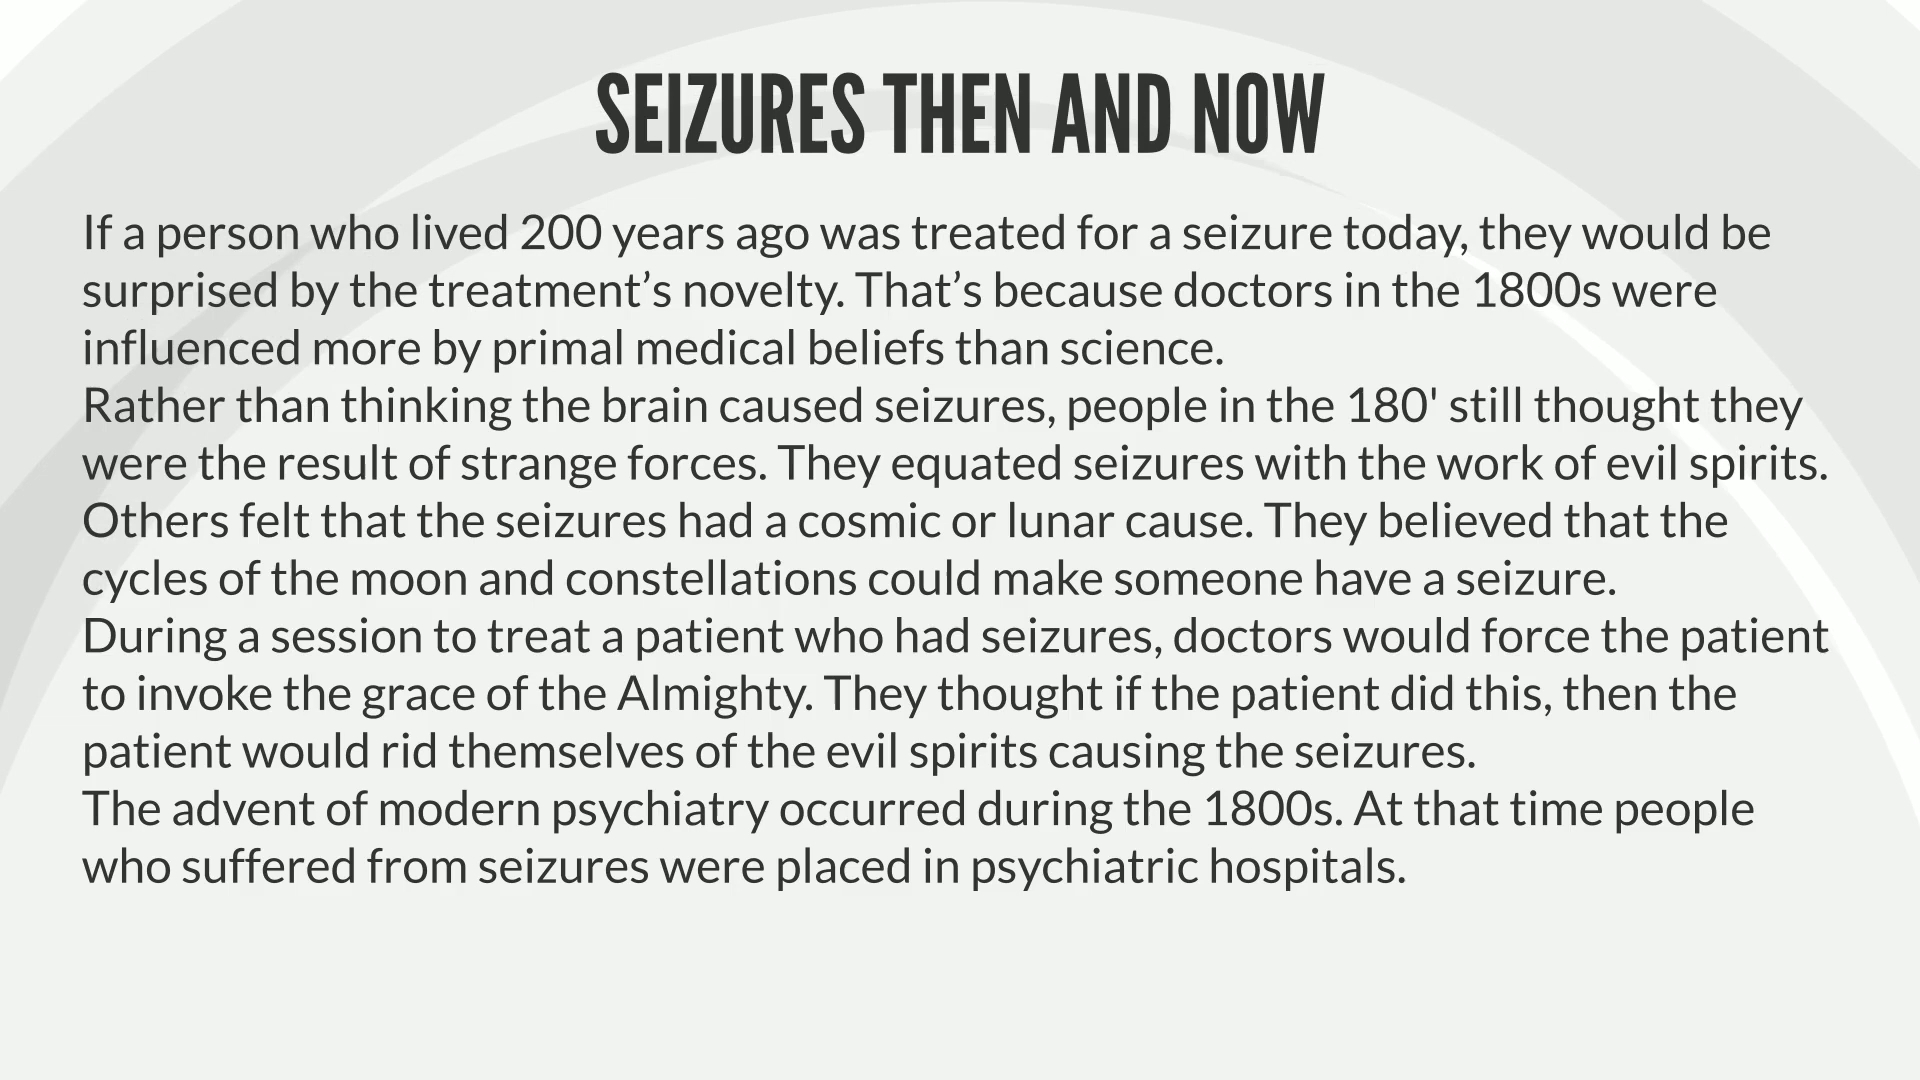 SEIZURES THEN AND NOW
If a person who lived 200 years ago was treated for a seizure today, they would be
surprised by the treatment’s novelty. That’s because doctors in the 1800s were
influenced more by primal medical beliefs than science.
Rather than thinking the brain caused seizures, people in the 180' still thought they
were the result of strange forces. They equated seizures with the work of evil spirits.
Others felt that the seizures had a cosmic or lunar cause. They believed that the
cycles of the moon and constellations could make someone have a seizure.
During a session to treat a patient who had seizures, doctors would force the patient
to invoke the grace of the Almighty. They thought if the patient did this, then the
patient would rid themselves of the evil spirits causing the seizures.
The advent of modern psychiatry occurred during the 1800s. At that time people
who suffered from seizures were placed in psychiatric hospitals.